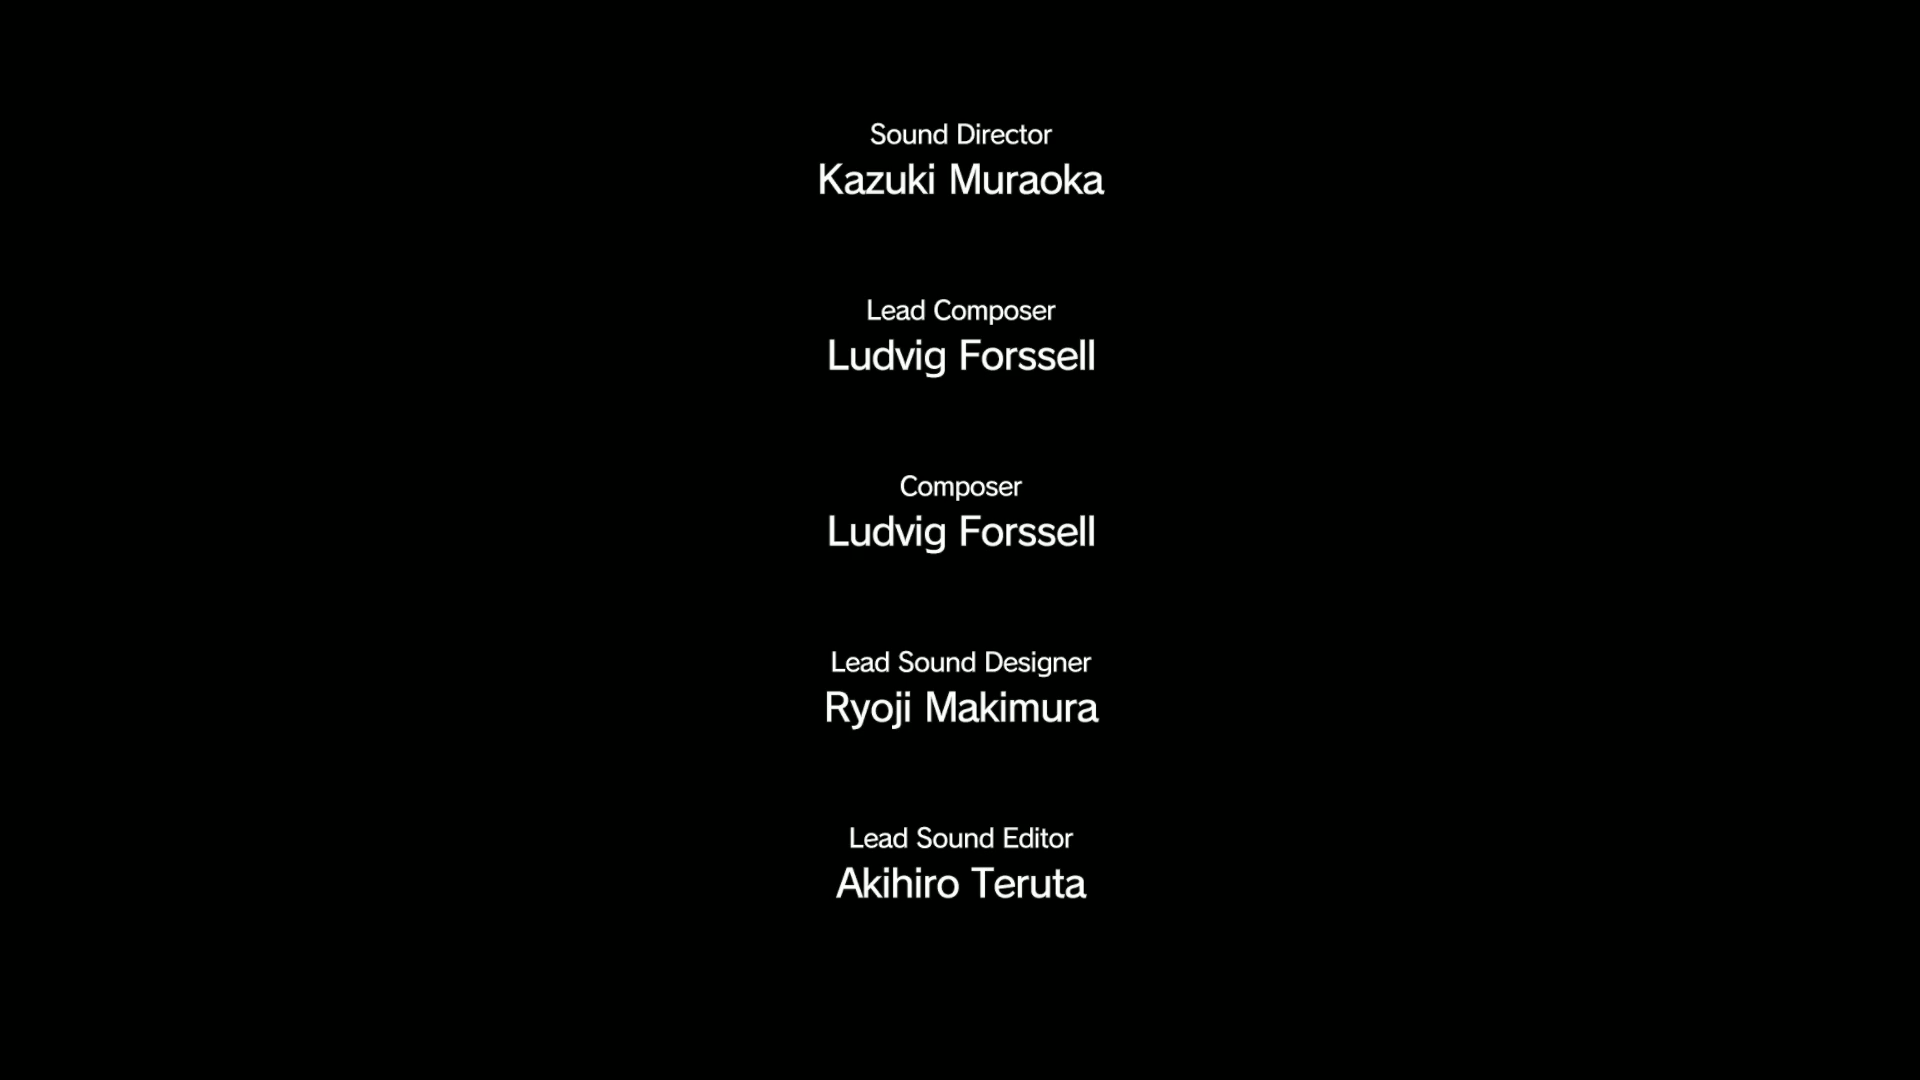 Sound Director
Kazuki Muraoka
Lead Composer
Ludvig Forssell
Composer
Ludvig Forssell
Lead Sound Designer
Ryoji Makimura
Lead Sound Editor
Akihiro Teruta